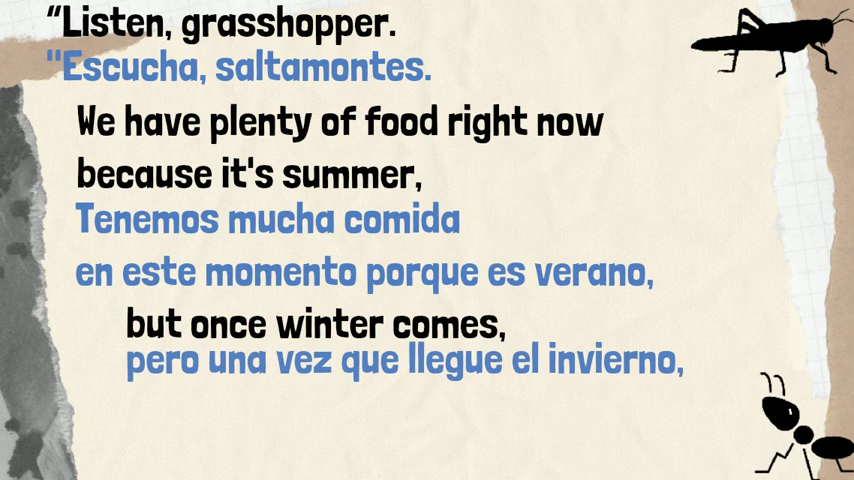 “Listen, grasshopper.
"Escucha, saltamontes.
We have plenty of food right now
because it's summer,
Tenemos mucha comida
en este momento porque es verano,
but once winter comes,
pero una vez que llegue el invierno,